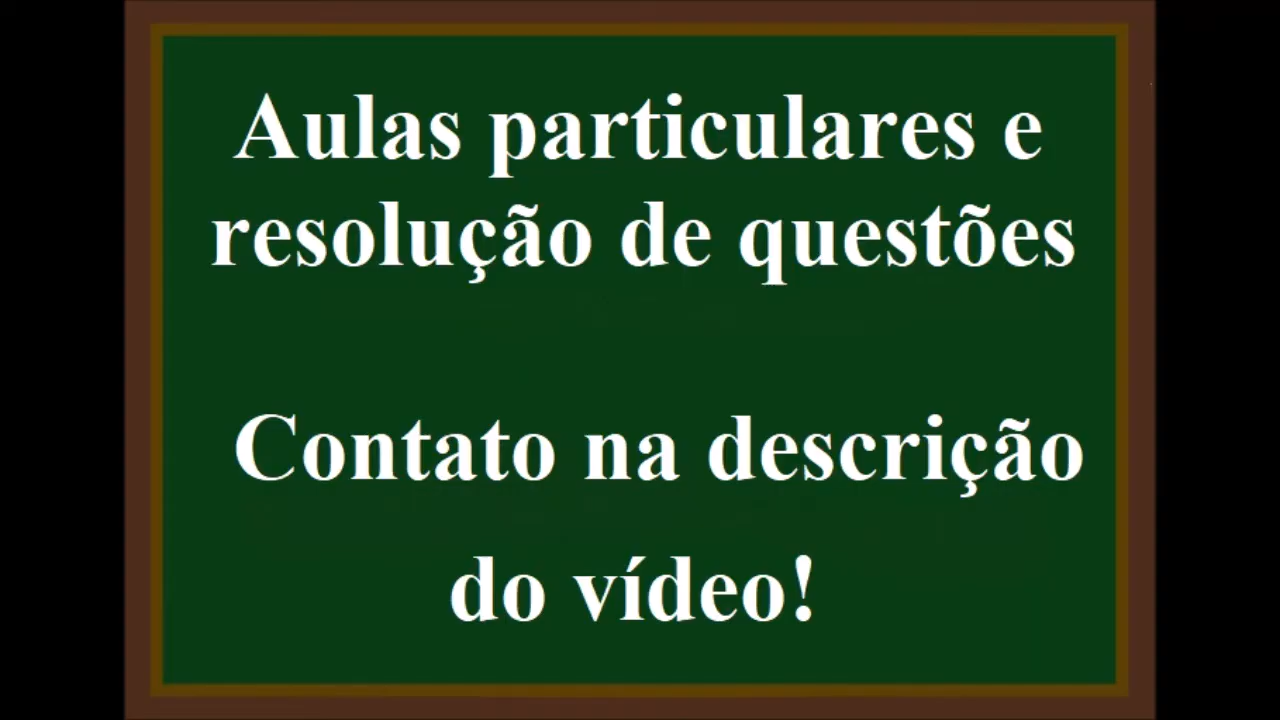 Aulas particulares e
resolução de questões
Contato na descrição
do vídeo!